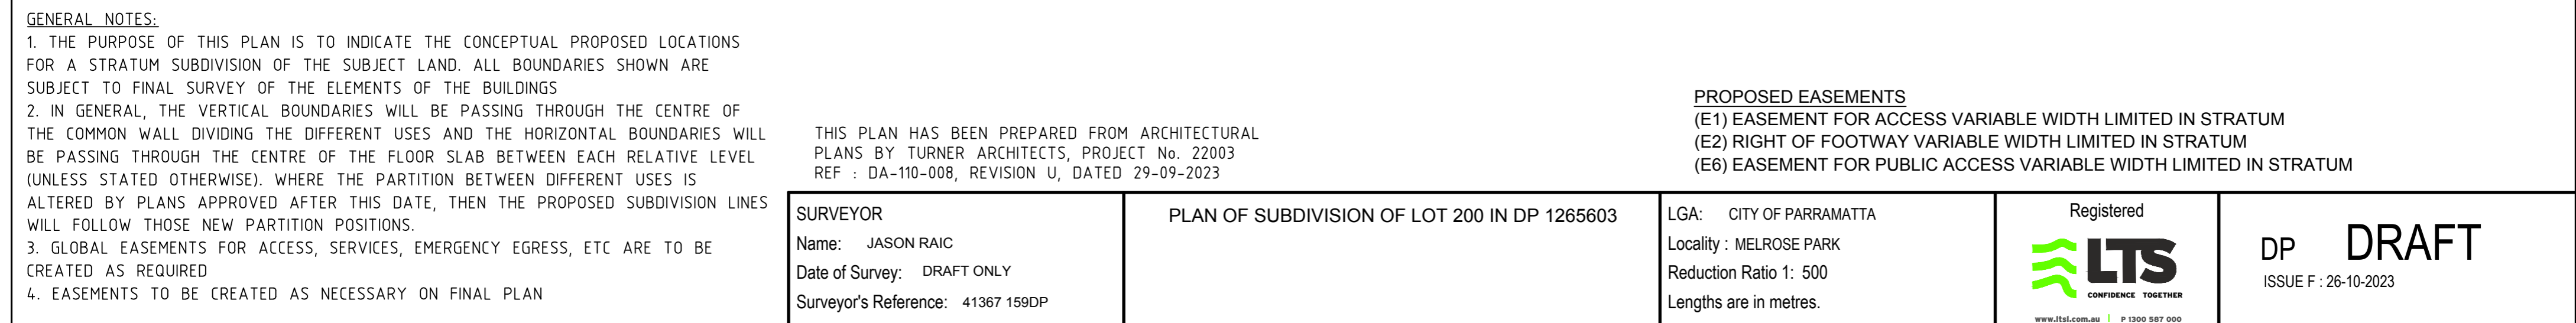 GENERAL NOTES:
1. THE PURPOSE OF THIS PLAN IS TO INDICATE THE CONCEPTUAL PROPOSED LOCATIONS
FOR A STRATUM SUBDIVISION OF THE SUBJECT LAND. ALL BOUNDARIES SHOWN ARE
SUBJECT TO FINAL SURVEY OF THE ELEMENTS OF THE BUILDINGS
2. IN GENERAL, THE VERTICAL BOUNDARIES WILL BE PASSING THROUGH THE CENTRE OF
THE COMMON WALL DIVIDING THE DIFFERENT USES AND THE HORIZONTAL BOUNDARIES WILL
BE PASSING THROUGH THE CENTRE OF THE FLOOR SLAB BETWEEN EACH RELATIVE LEVEL
(UNLESS STATED OTHERWISE). WHERE THE PARTITION BETWEEN DIFFERENT USES IS
ALTERED BY PLANS APPROVED AFTER THIS DATE, THEN THE PROPOSED SUBDIVISION LINES
WILL FOLLOW THOSE NEW PARTITION POSITIONS.
3. GLOBAL EASEMENTS FOR ACCESS, SERVICES, EMERGENCY EGRESS, ETC ARE TO BE
CREATED AS REQUIRED
4. EASEMENTS TO BE CREATED AS NECESSARY ON FINAL PLAN
THIS PLAN HAS BEEN PREPARED FROM ARCHITECTURAL
PLANS BY TURNER ARCHITECTS, PROJECT No. 22003
REF : DA-110-008, REVISION U, DATED 29-09-2023
PROPOSED EASEMENTS
(E1) EASEMENT FOR ACCESS VARIABLE WIDTH LIMITED IN STRATUM
(E2) RIGHT OF FOOTWAY VARIABLE WIDTH LIMITED IN STRATUM
(E6) EASEMENT FOR PUBLIC ACCESS VARIABLE WIDTH LIMITED IN STRATUM
SURVEYOR
Name: JASON RAIC
Date of Survey: DRAFT ONLY
Surveyor's Reference: 41367 159DP
PLAN OF SUBDIVISION OF LOT 200 IN DP 1265603
LGA: CITY OF PARRAMATTA
Locality : MELROSE PARK
Reduction Ratio 1: 500
Lengths are in metres.
Registered
LTS
CONFIDENCE TOGETHER
www.ltsl.com.au | P 1300 587 000
DP DRAFT
ISSUE F : 26-10-2023